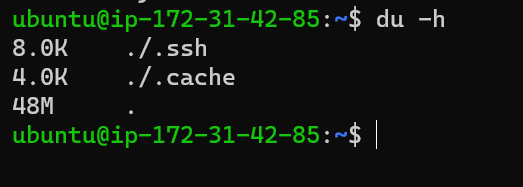 ubuntu@ip-172-31-42-85:~$ du -h
8.0K    ./.ssh
4.0K    ./.cache
48M     .
ubuntu@ip-172-31-42-85:~$